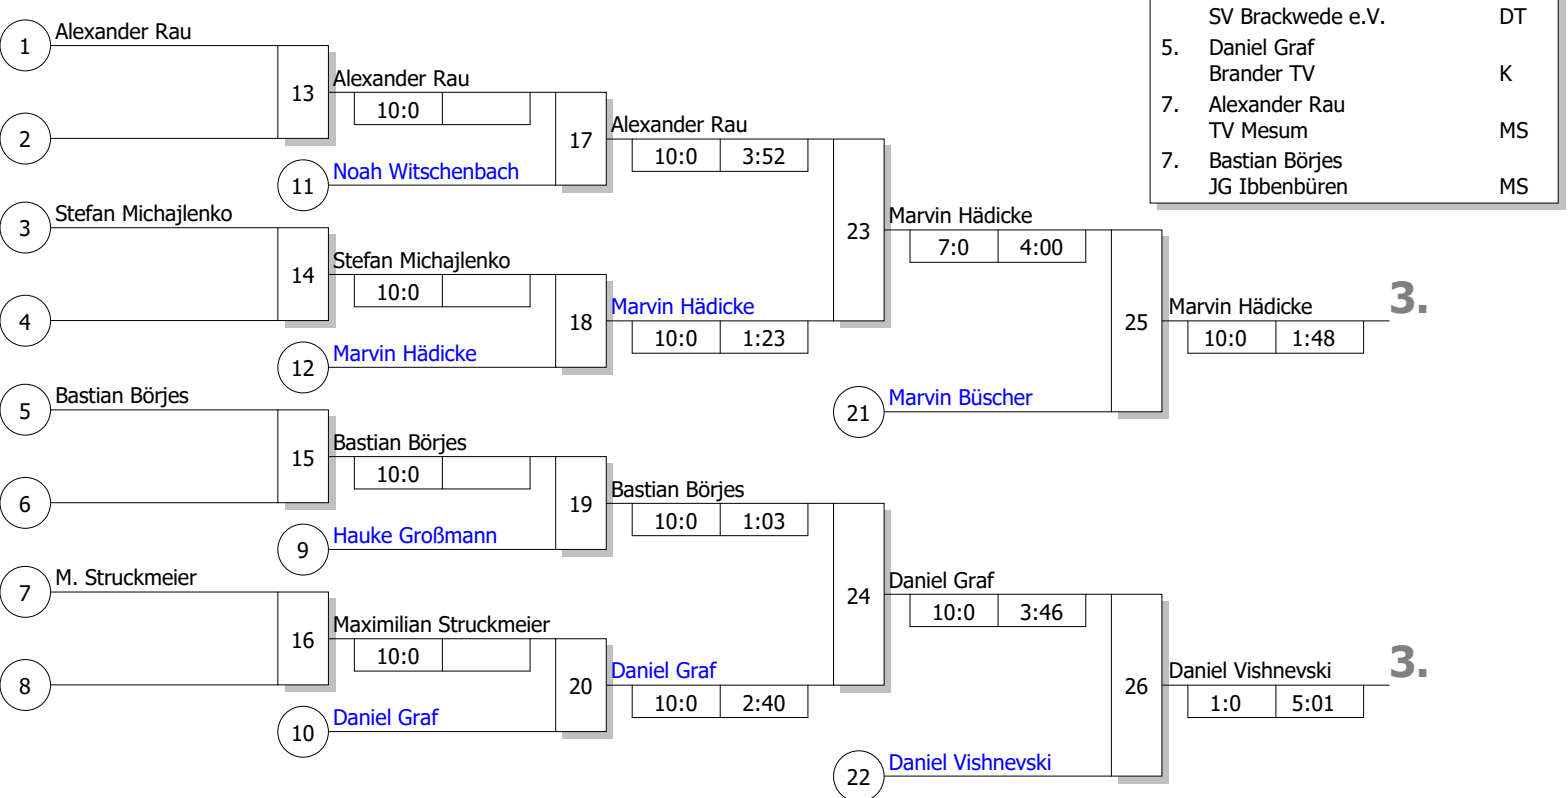 SV Brackwede e.V. DT
5. Daniel Graf
Brander TV K
7. Alexander Rau
TV Mesum MS
7. Bastian Börjes
JG Ibbenbüren MS
1 Alexander Rau
2
13
Alexander Rau
10:0
11 Noah Witschenbach
17
Alexander Rau
10:0 3:52
3 Stefan Michajlenko
4
14
Stefan Michajlenko
10:0
12 Marvin Hädicke
18
Marvin Hädicke
10:0 1:23
23
Marvin Hädicke
7:0 4:00
21 Marvin Büscher
25
Marvin Hädicke 3.
10:0 1:48
5 Bastian Börjes
6
15
Bastian Börjes
10:0
9 Hauke Großmann
19
Bastian Börjes
10:0 1:03
7 M. Struckmeier
8
16
Maximilian Struckmeier
10:0
10 Daniel Graf
20
Daniel Graf
10:0 2:40
24
Daniel Graf
10:0 3:46
22 Daniel Vishnevski
26
Daniel Vishnevski 3.
1:0 5:01